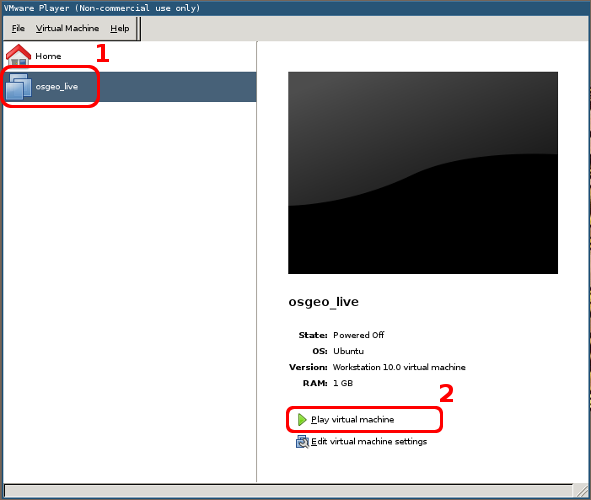 VMware Player (Non-commercial use only)
File Virtual Machine Help
1
Home
osgeo_live
osgeo_live
State: Powered Off
OS: Ubuntu
Version: Workstation 10.0 virtual machine
RAM: 1 GB
2
Play virtual machine
Edit virtual machine settings